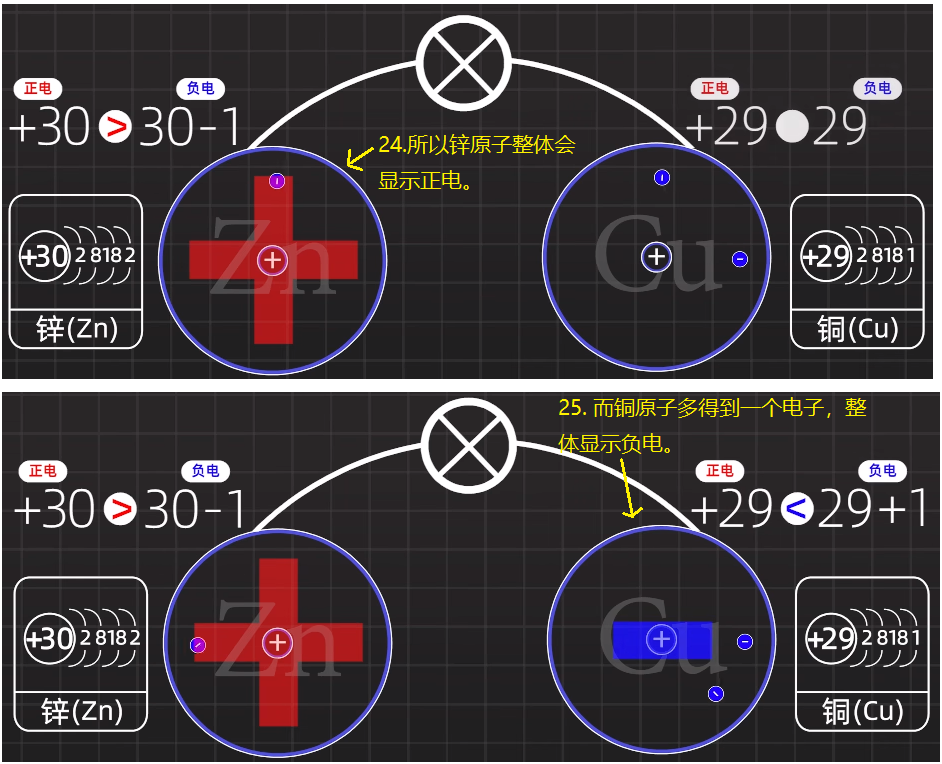 正电 负电 正电 负电
+30 > 30-1 +29 29
24.所以锌原子整体会
显示正电。
Zn Cu
+30 2 8 18 2
锌(Zn)
+29 2 8 18 1
铜(Cu)
25. 而铜原子多得到一个电子，整
体显示负电。
正电 负电 正电 负电
+30 > 30-1 +29 < 29+1
Zn Cu
+30 2 8 18 2
锌(Zn)
+29 2 8 18 1
铜(Cu)